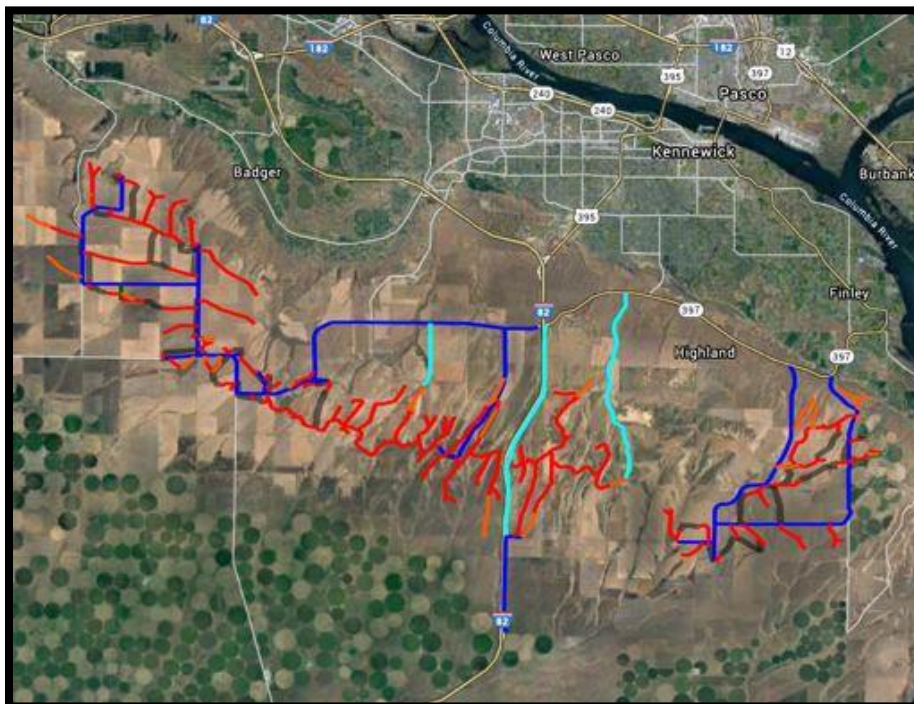 82
182
Columbia River
West Pasco
182
12
395
397
240
Pasco
240
Kennewick
Badger
Burbank
395
Columbia River
Finley
82
397
Highland
397
82